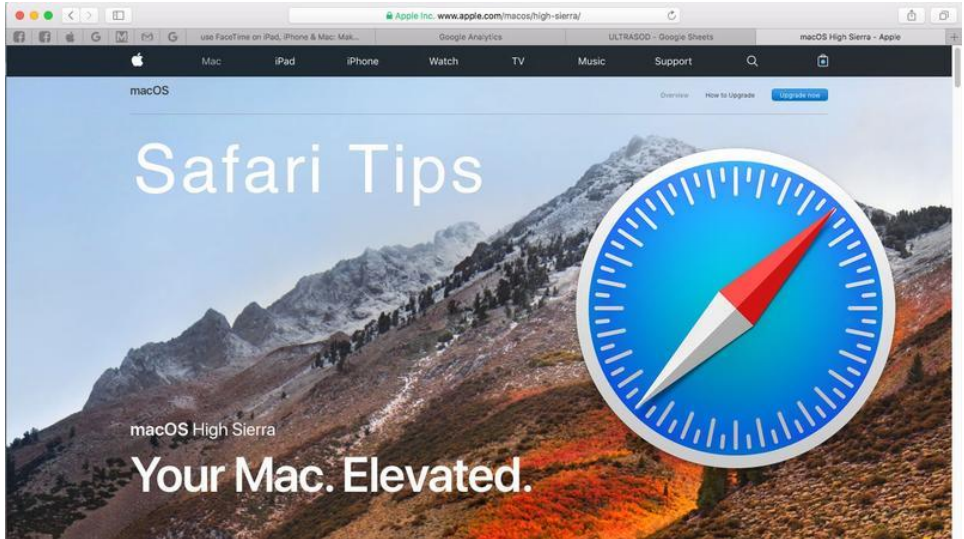 Apple Inc. www.apple.com/macos/high-sierra/
G M G use FaceTime on iPad, iPhone & Mac: Mak... Google Analytics ULTRASOD - Google Sheets macOS High Sierra - Apple
Mac iPad iPhone Watch TV Music Support
macOS Overview How to Upgrade Upgrade now
Safari Tips
macOS High Sierra
Your Mac. Elevated.